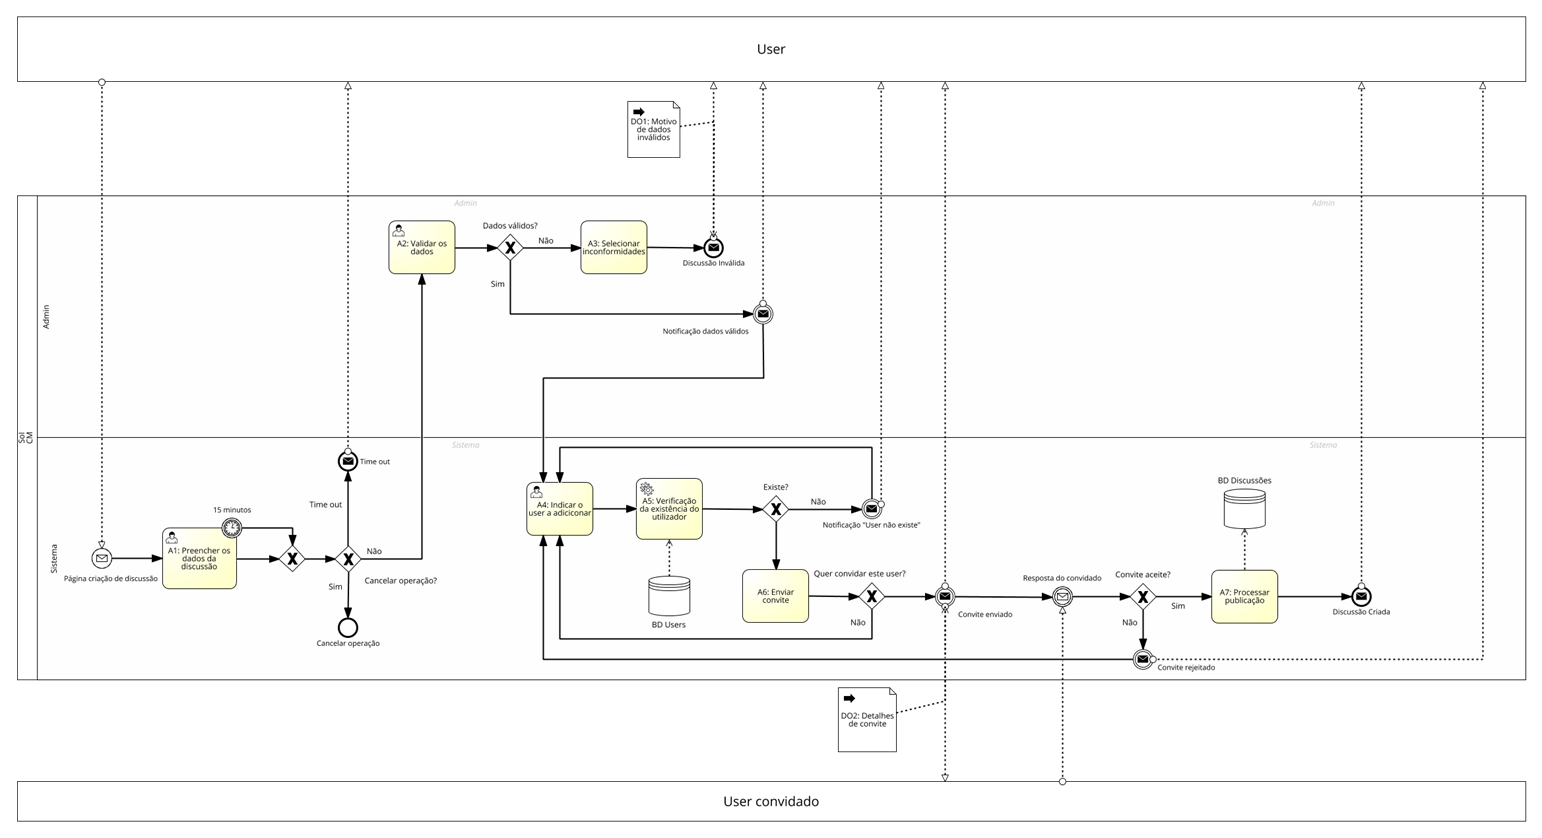 User
DO1: Motivo
de dados
inválidos
Admin
Admin
Admin
A2: Validar os
dados
Dados válidos?
Não
Sim
A3: Selecionar
inconformidades
Discussão Inválida
Notificação dados válidos
Sol
CM
Sistema
Sistema
Sistema
Time out
Time out
15 minutos
A1: Preencher os
dados da
discussão
Página criação de discussão
Não
Cancelar operação?
Sim
Cancelar operação
A4: Indicar o
user a adiciconar
A5: Verificação
da existência do
utilizador
BD Users
Existe?
Não
Notificação "User não existe"
A6: Enviar
convite
Quer convidar este user?
Não
Convite enviado
Resposta do convidado
Convite aceite?
Sim
Não
Convite rejeitado
BD Discussões
A7: Processar
publicação
Discussão Criada
DO2: Detalhes
de convite
User convidado